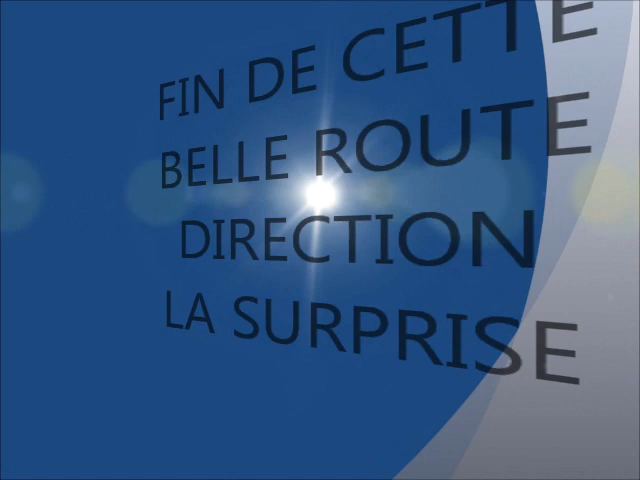 FIN DE CETTE
BELLE ROUTE
DIRECTION
LA SURPRISE